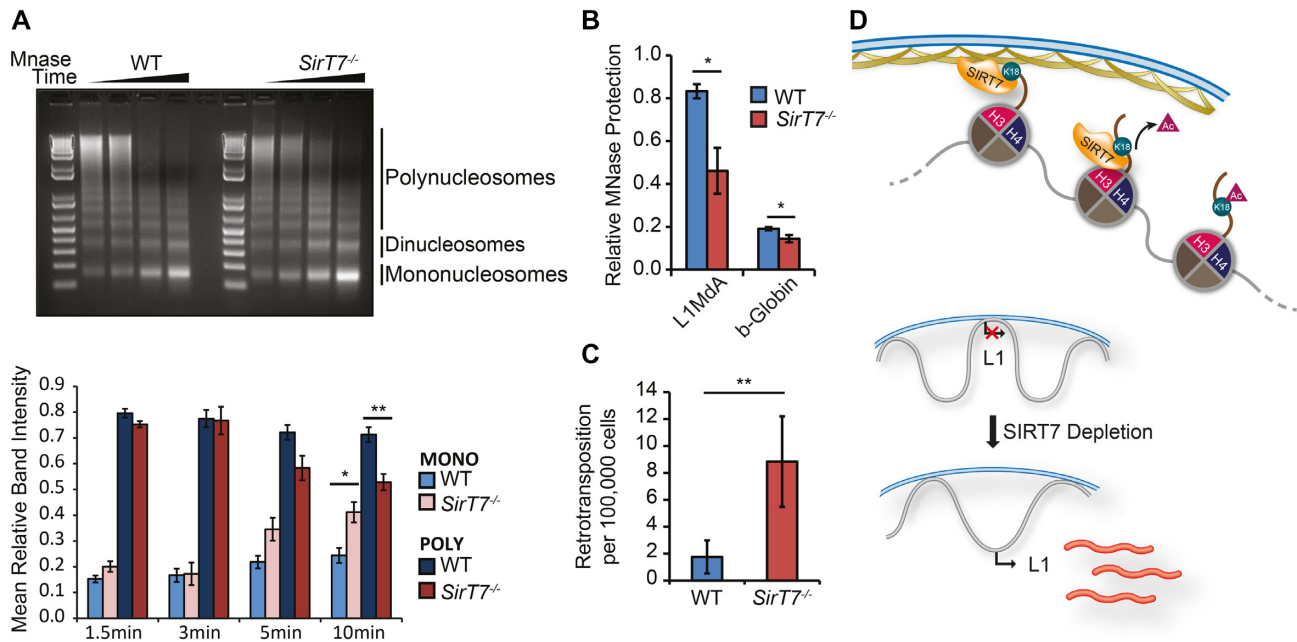 A
Mnase
Time
WT
SirT7-/-
Polynucleosomes
Dinucleosomes
Mononucleosomes
Mean Relative Band Intensity
0.9
0.8
0.7
0.6
0.5
0.4
0.3
0.2
0.1
0.0
*
**
1.5min
3min
5min
10min
MONO
WT
SirT7-/-
POLY
WT
SirT7-/-
B
Relative MNase Protection
1.0
0.8
0.6
0.4
0.2
0.0
*
*
WT
SirT7-/-
L1MdA
b-Globin
C
Retrotransposition
per 100,000 cells
14
12
10
8
6
4
2
0
**
WT
SirT7-/-
D
SIRT7
K18
H3
H4
SIRT7
K18
Ac
H3
H4
K18
Ac
H3
H4
L1
SIRT7 Depletion
L1